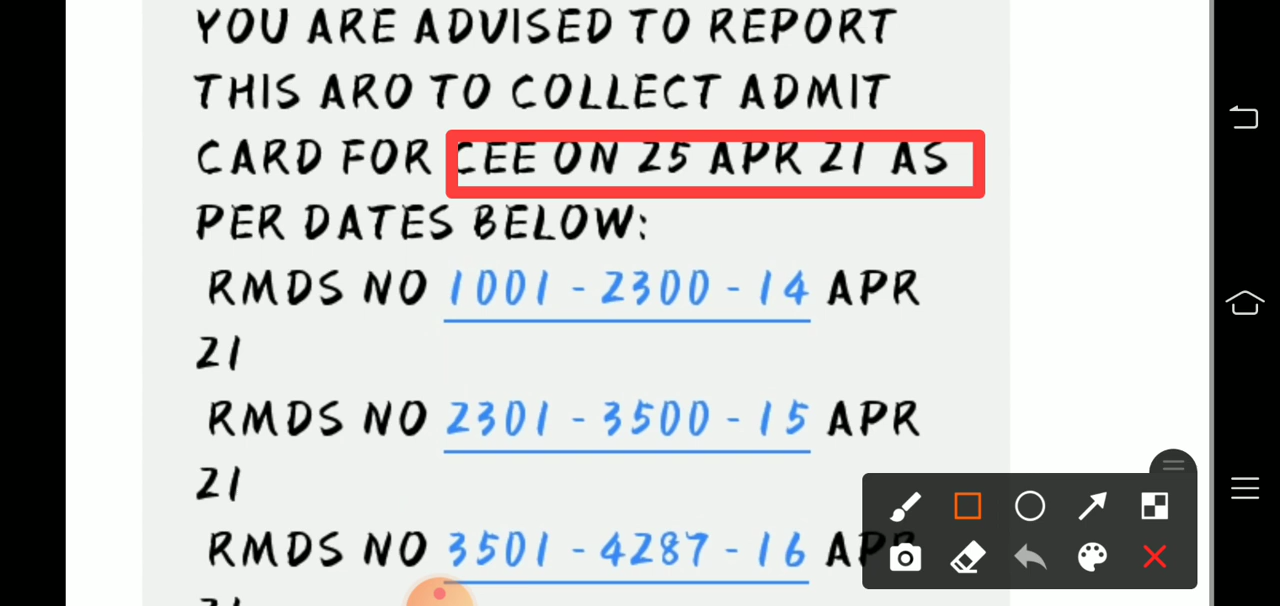 YOU ARE ADVISED TO REPORT
THIS ARO TO COLLECT ADMIT
CARD FOR CEE ON 25 APR 21 AS
PER DATES BELOW:
RMDS NO 1001 - 2300 - 14 APR
21
RMDS NO 2301 - 3500 - 15 APR
21
RMDS NO 3501 - 4287 - 16 APR